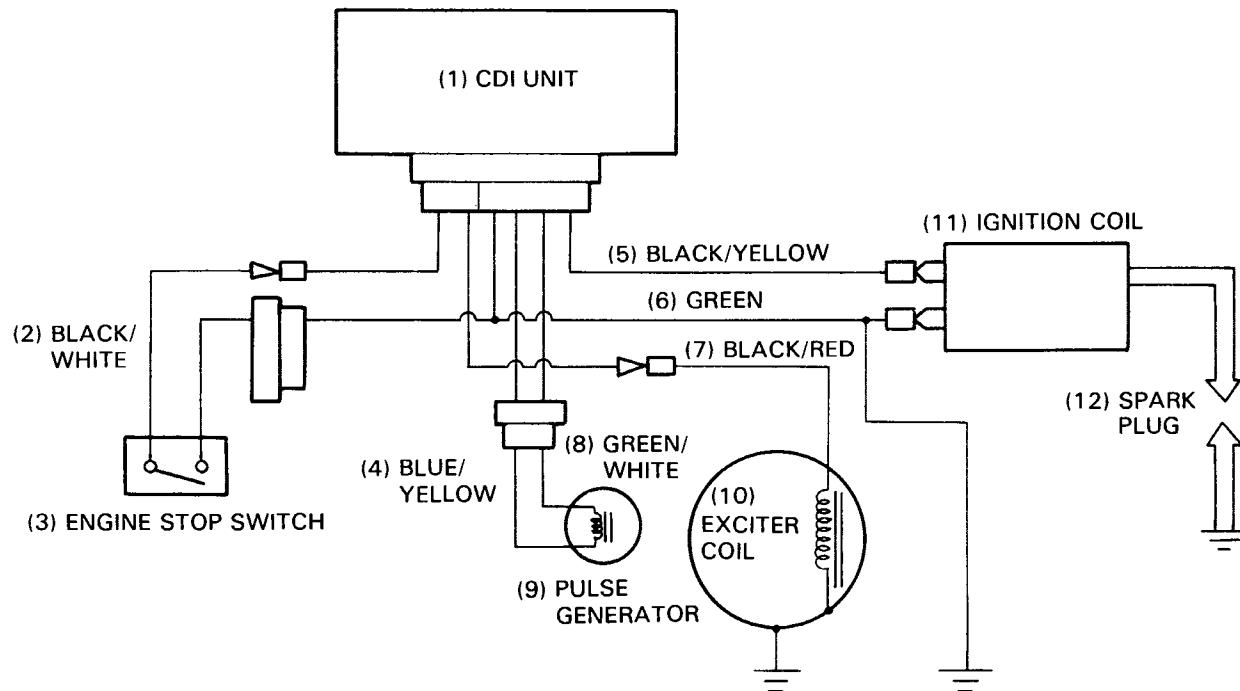 (1) CDI UNIT
(11) IGNITION COIL
(5) BLACK/YELLOW
(6) GREEN
(2) BLACK/
WHITE
(7) BLACK/RED
(12) SPARK
PLUG
(8) GREEN/
WHITE
(4) BLUE/
YELLOW
(10)
EXCITER
COIL
(3) ENGINE STOP SWITCH
(9) PULSE
GENERATOR